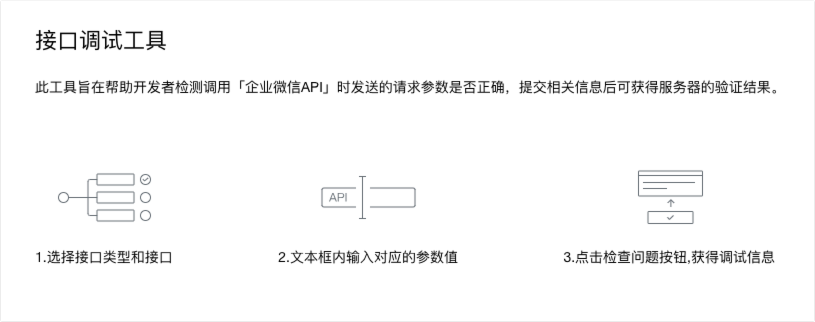 接口调试工具
此工具旨在帮助开发者检测调用「企业微信API」时发送的请求参数是否正确，提交相关信息后可获得服务器的验证结果。
API
1.选择接口类型和接口
2.文本框内输入对应的参数值
3.点击检查问题按钮,获得调试信息